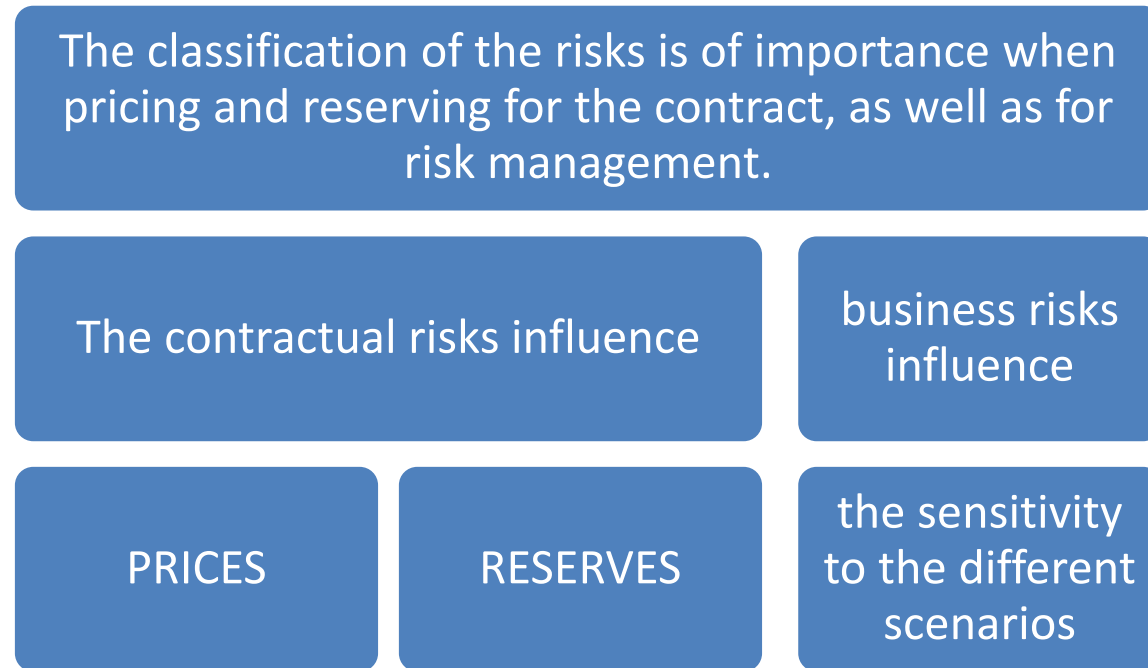 The classification of the risks is of importance when
pricing and reserving for the contract, as well as for
risk management.
The contractual risks influence
business risks
influence
PRICES
RESERVES
the sensitivity
to the different
scenarios